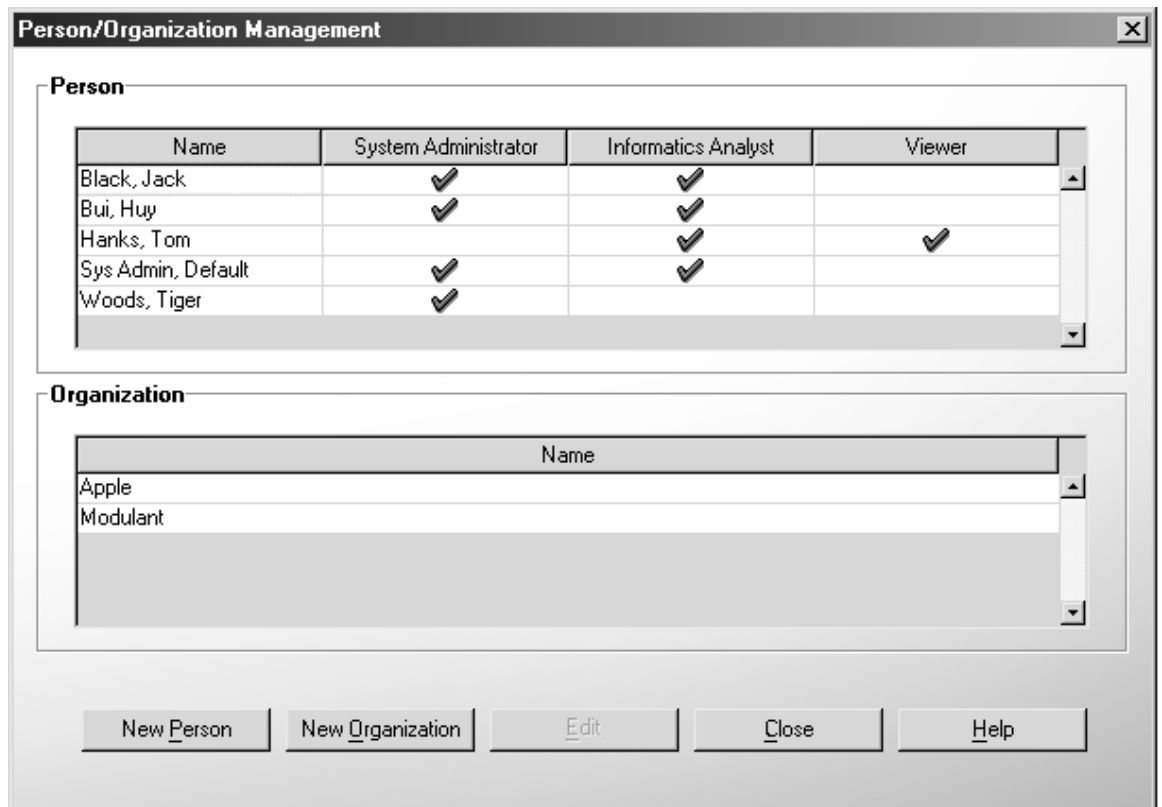 Person/Organization Management
Person
Name System Administrator Informatics Analyst Viewer
Black, Jack
Bui, Huy
Hanks, Tom
Sys Admin, Default
Woods, Tiger
Organization
Name
Apple
Modulant
New Person New Organization Edit Close Help